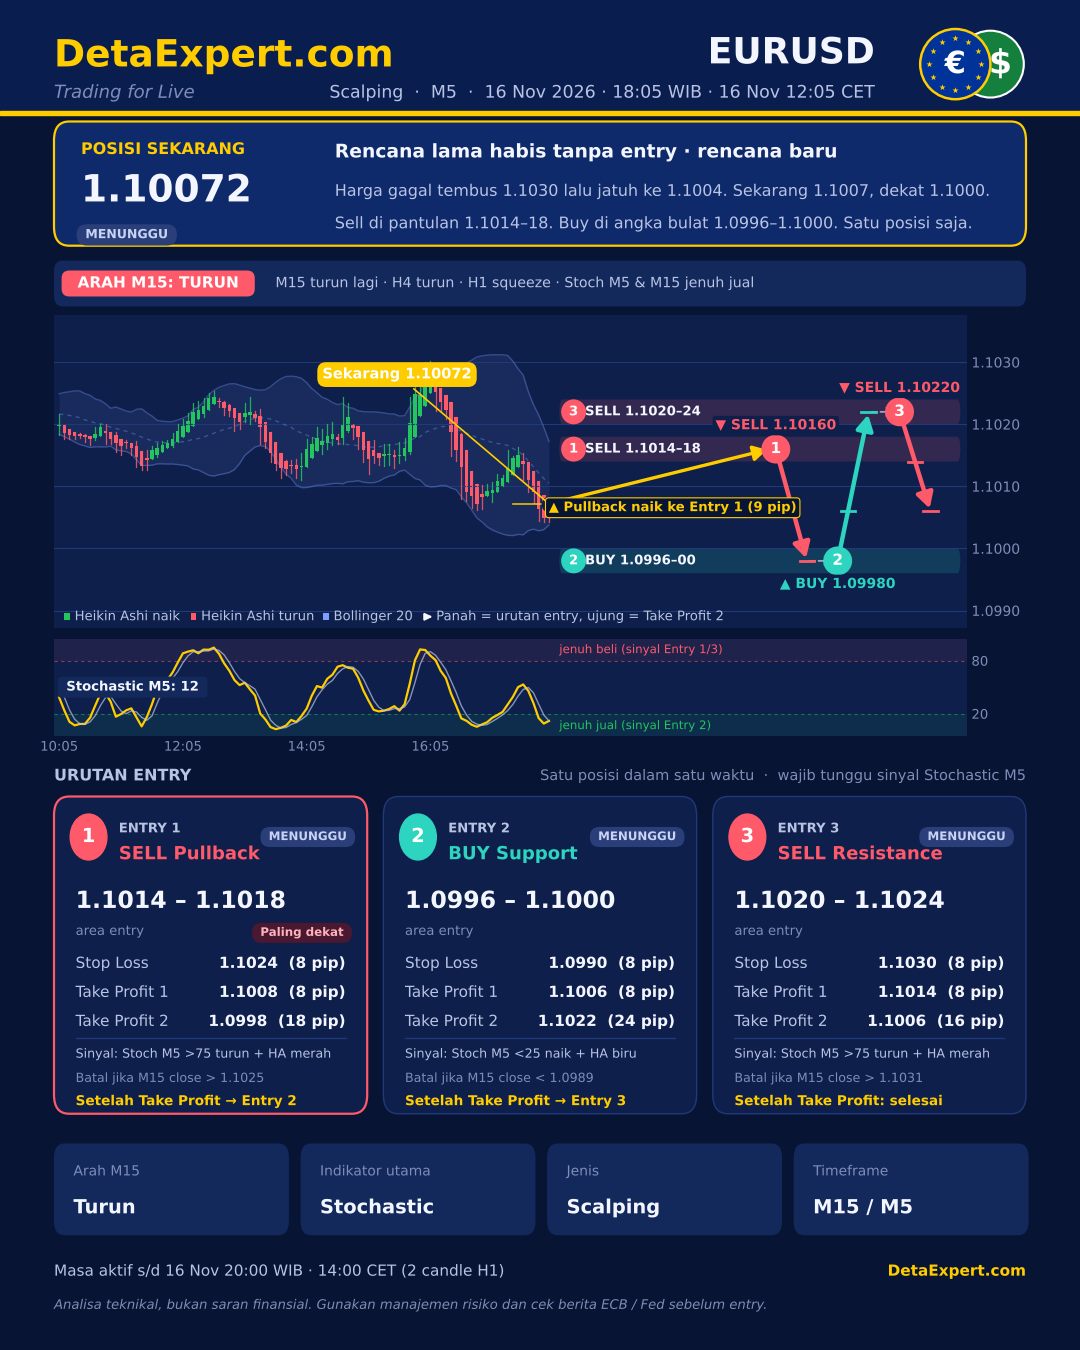 DetaExpert.com
Trading for Live
EURUSD
Scalping · M5 · 16 Nov 2026 · 18:05 WIB · 16 Nov 12:05 CET
€ $
POSISI SEKARANG
1.10072
MENUNGGU
Rencana lama habis tanpa entry · rencana baru
Harga gagal tembus 1.1030 lalu jatuh ke 1.1004. Sekarang 1.1007, dekat 1.1000.
Sell di pantulan 1.1014–18. Buy di angka bulat 1.0996–1.1000. Satu posisi saja.
ARAH M15: TURUN
M15 turun lagi · H4 turun · H1 squeeze · Stoch M5 & M15 jenuh jual
1.1030
Sekarang 1.10072
▼ SELL 1.10220
3 SELL 1.1020–24
3
▼ SELL 1.10160
1.1020
1 SELL 1.1014–18
1
1.1010
▲ Pullback naik ke Entry 1 (9 pip)
1.1000
2 BUY 1.0996–00
2
▲ BUY 1.09980
1.0990
Heikin Ashi naik Heikin Ashi turun Bollinger 20 Panah = urutan entry, ujung = Take Profit 2
jenuh beli (sinyal Entry 1/3)
80
Stochastic M5: 12
20
jenuh jual (sinyal Entry 2)
10:05 12:05 14:05 16:05
URUTAN ENTRY
Satu posisi dalam satu waktu · wajib tunggu sinyal Stochastic M5
1
ENTRY 1
MENUNGGU
SELL Pullback
1.1014 – 1.1018
area entry
Paling dekat
Stop Loss 1.1024 (8 pip)
Take Profit 1 1.1008 (8 pip)
Take Profit 2 1.0998 (18 pip)
Sinyal: Stoch M5 >75 turun + HA merah
Batal jika M15 close > 1.1025
Setelah Take Profit → Entry 2
2
ENTRY 2
MENUNGGU
BUY Support
1.0996 – 1.1000
area entry
Stop Loss 1.0990 (8 pip)
Take Profit 1 1.1006 (8 pip)
Take Profit 2 1.1022 (24 pip)
Sinyal: Stoch M5 <25 naik + HA biru
Batal jika M15 close < 1.0989
Setelah Take Profit → Entry 3
3
ENTRY 3
MENUNGGU
SELL Resistance
1.1020 – 1.1024
area entry
Stop Loss 1.1030 (8 pip)
Take Profit 1 1.1014 (8 pip)
Take Profit 2 1.1006 (16 pip)
Sinyal: Stoch M5 >75 turun + HA merah
Batal jika M15 close > 1.1031
Setelah Take Profit: selesai
Arah M15
Turun
Indikator utama
Stochastic
Jenis
Scalping
Timeframe
M15 / M5
Masa aktif s/d 16 Nov 20:00 WIB · 14:00 CET (2 candle H1)
DetaExpert.com
Analisa teknikal, bukan saran finansial. Gunakan manajemen risiko dan cek berita ECB / Fed sebelum entry.